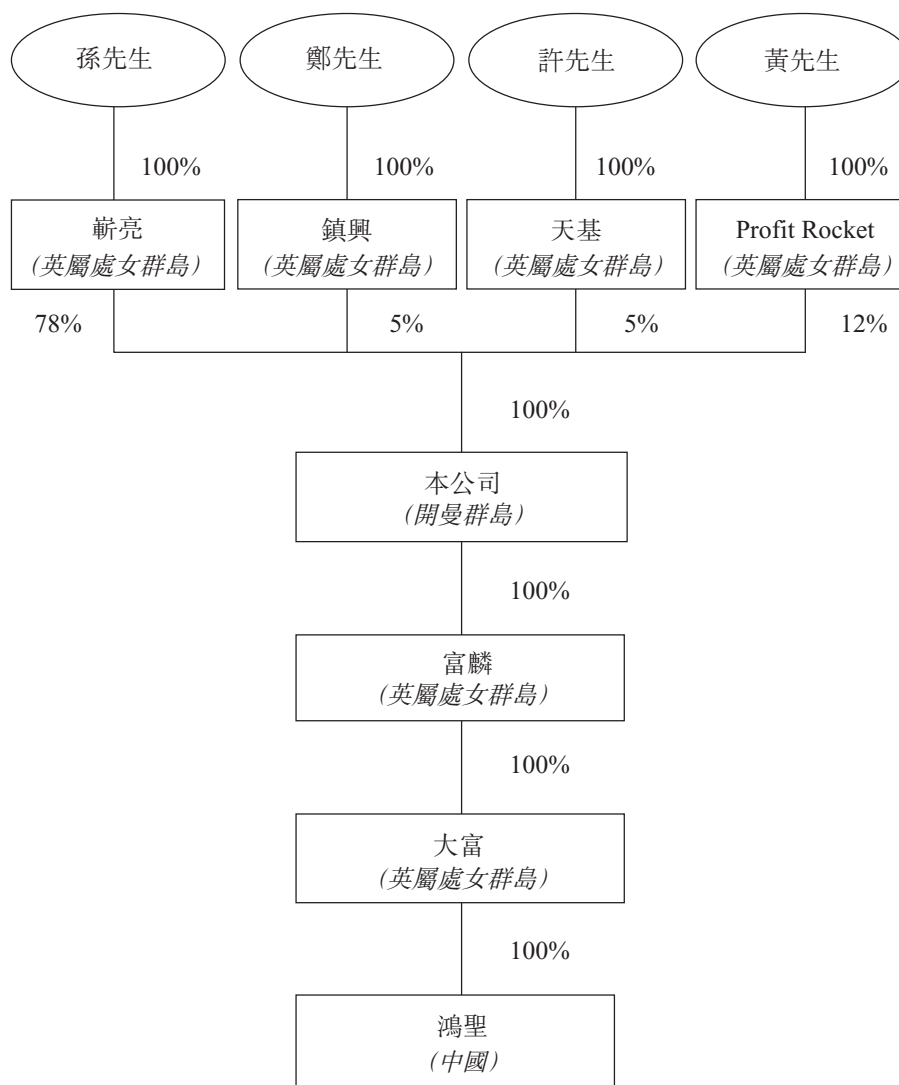 孫先生
鄭先生
許先生
黃先生
100%
100%
100%
100%
嶄亮
(英屬處女群島)
鎮興
(英屬處女群島)
天基
(英屬處女群島)
Profit Rocket
(英屬處女群島)
78%
5%
5%
12%
100%
本公司
(開曼群島)
100%
富麟
(英屬處女群島)
100%
大富
(英屬處女群島)
100%
鴻聖
(中國)